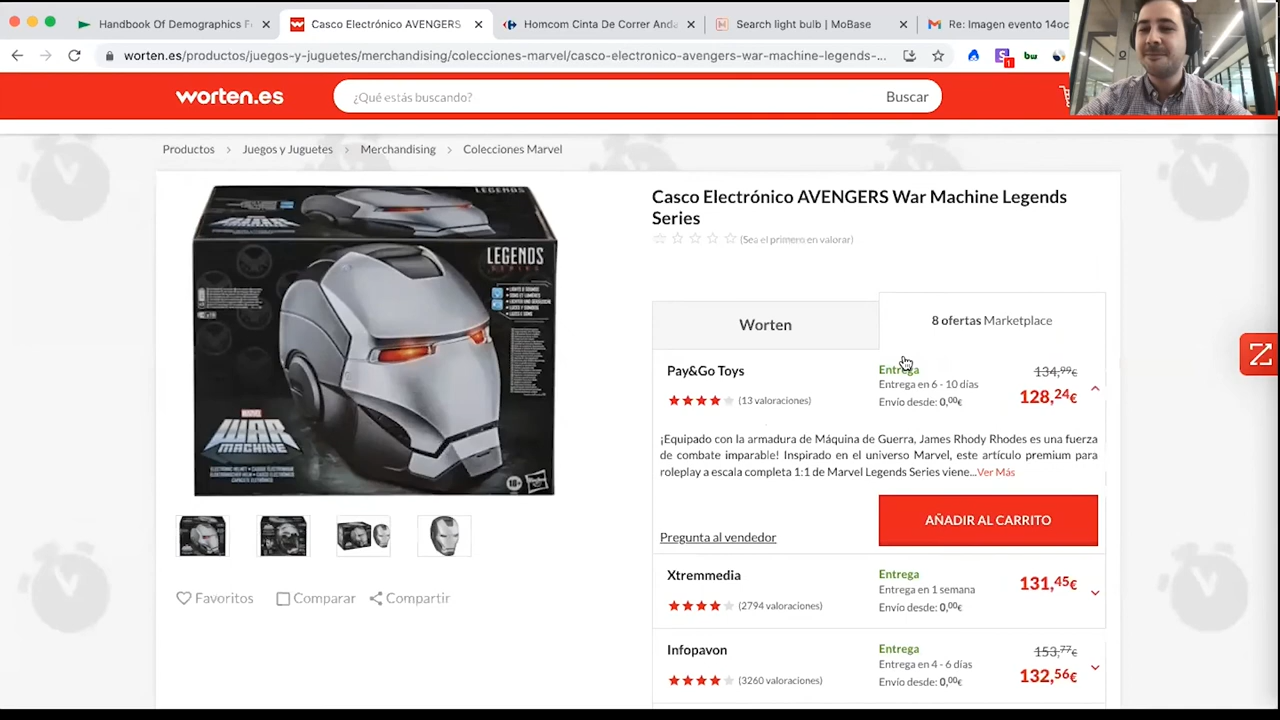 Handbook Of Demographics F
Casco Electrónico AVENGERS
Homcom Cinta De Correr Anda
Search light bulb | MoBase
Re: Imagen evento 14oc
worten.es/productos/juegos-y-juguetes/merchandising/colecciones-marvel/casco-electronico-avengers-war-machine-legends-...
1
bw
worten.es
¿Qué estás buscando?
Buscar
Productos > Juegos y Juguetes > Merchandising > Colecciones Marvel
LEGENDS
LEGENDS
SERIES
MARVEL
WAR
MACHINE
Hasbro
Casco Electrónico AVENGERS War Machine Legends
Series
(Sea el primero en valorar)
Worten
8 ofertas Marketplace
Pay&Go Toys
Entrega
134,99€
Entrega en 6 - 10 días
128,24€
(13 valoraciones)
Envío desde: 0,00€
¡Equipado con la armadura de Máquina de Guerra, James Rhody Rhodes es una fuerza
de combate imparable! Inspirado en el universo Marvel, este artículo premium para
roleplay a escala completa 1:1 de Marvel Legends Series viene...Ver Más
AÑADIR AL CARRITO
Pregunta al vendedor
Xtremmedia
Entrega
131,45€
Entrega en 1 semana
(2794 valoraciones)
Envío desde: 0,00€
Infopavon
Entrega
153,77€
Entrega en 4 - 6 días
132,56€
(3260 valoraciones)
Envío desde: 0,00€
Favoritos
Comparar
Compartir